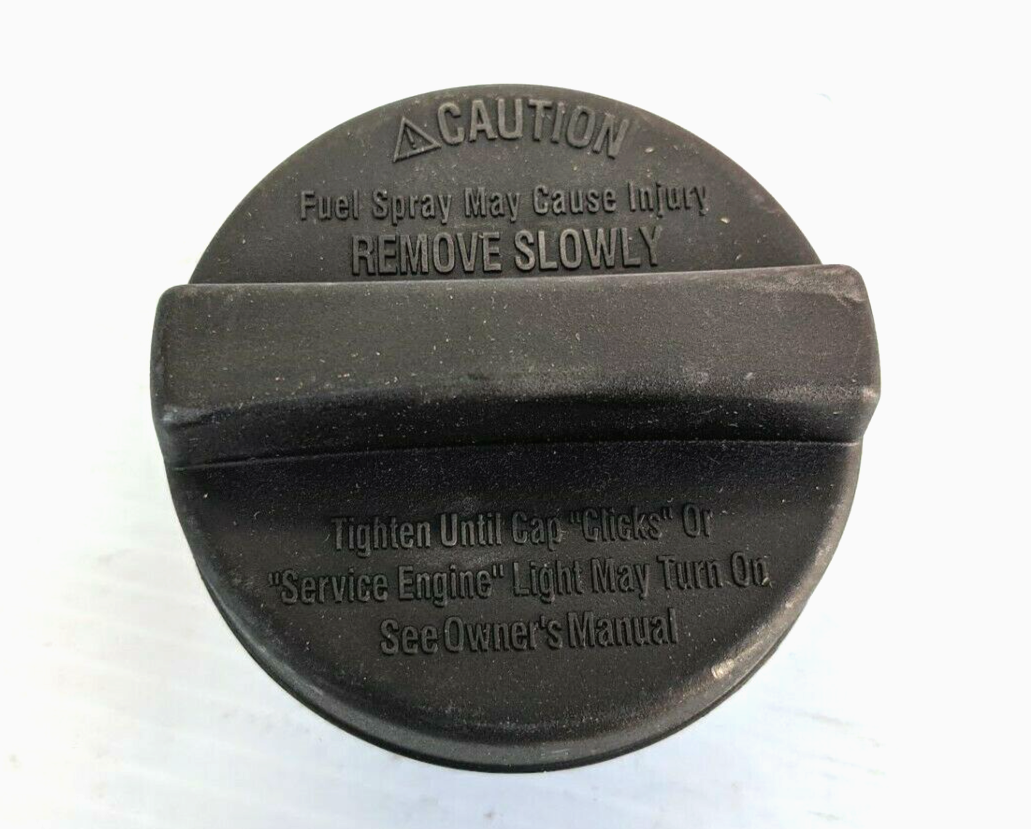 ⚠CAUTION
Fuel Spray May Cause Injury
REMOVE SLOWLY
Tighten Until Cap "Clicks" Or
"Service Engine" Light May Turn On
See Owner's Manual